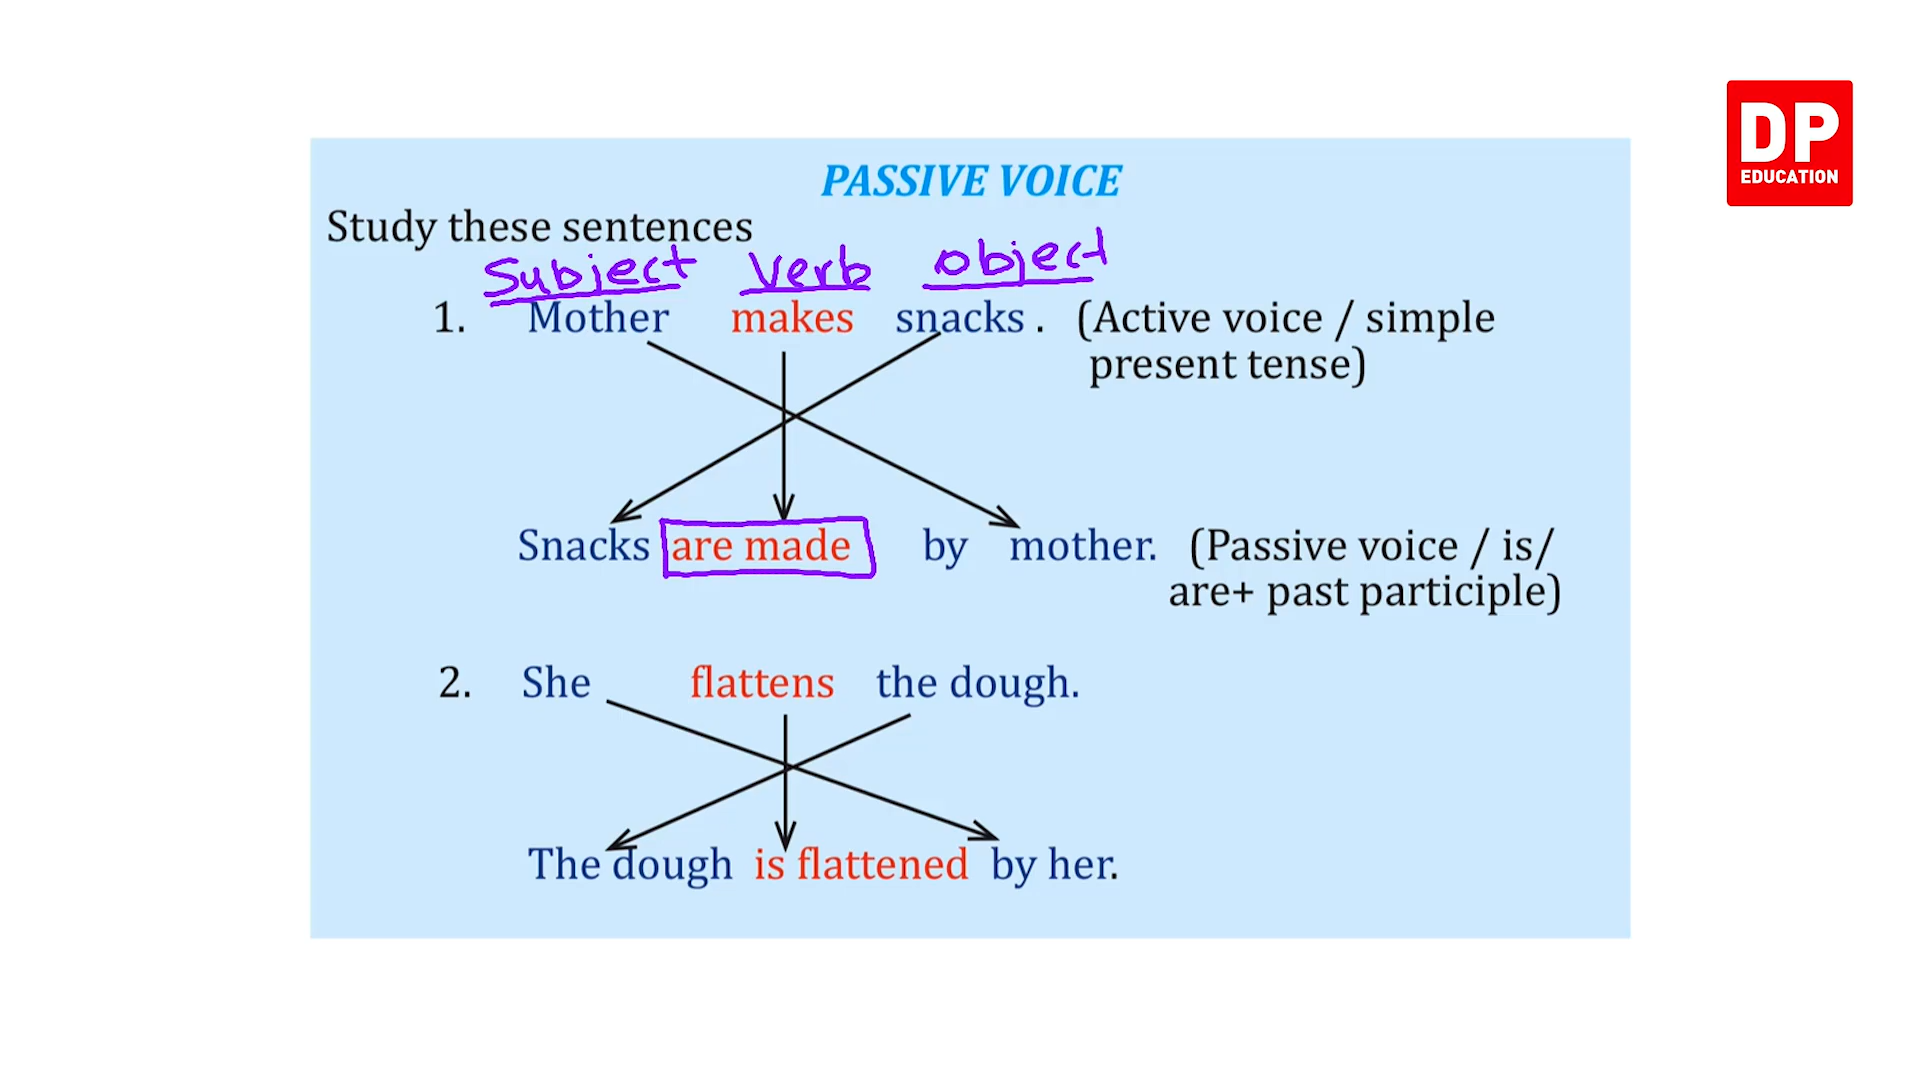 DP
EDUCATION
PASSIVE VOICE
Study these sentences
Subject Verb Object
1. Mother makes snacks . (Active voice / simple
present tense)
Snacks are made by mother. (Passive voice / is/
are+ past participle)
2. She flattens the dough.
The dough is flattened by her.